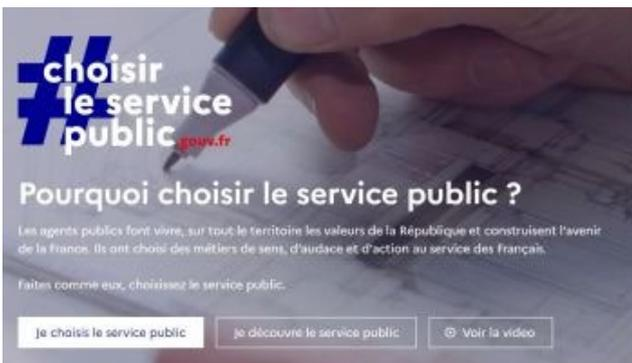 #choisir
le service
public.gouv.fr
Pourquoi choisir le service public ?
Les agents publics font vivre, sur tout le territoire les valeurs de la République et construisent l'avenir
de la France. Ils ont choisi des métiers de sens, d'audace et d'action au service des Français.
Faites comme eux, choisissez le service public.
Je choisis le service public
Je découvre le service public
Voir la video